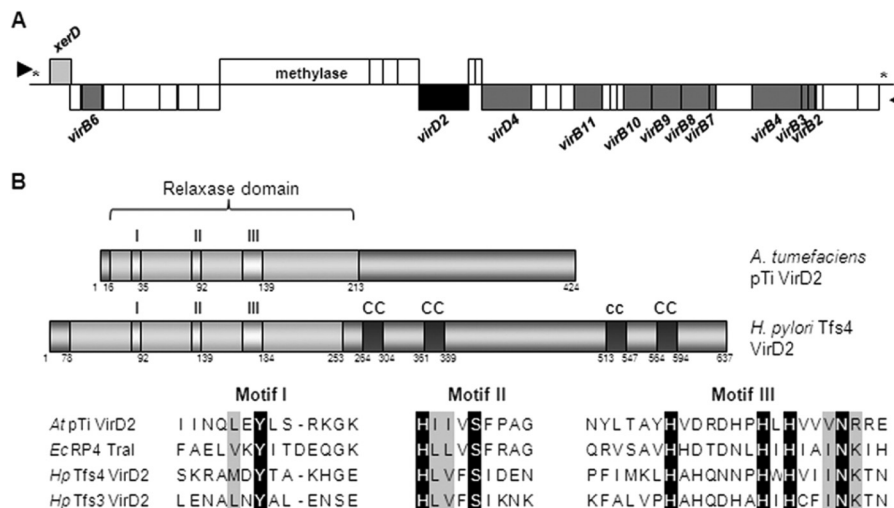 A
xerD
* *
methylase
virB6 virD2 virD4 virB11 virB10 virB9 virB8 virB7 virB4 virB3 virB2
B
Relaxase domain
I II III
A. tumefaciens
pTi VirD2
1 16 35 92 139 213 424
I II III CC CC cc CC
H. pylori Tfs4
VirD2
1 78 92 139 184 253 264 304 361 389 513 547 564 594 637
Motif I Motif II Motif III
At pTi VirD2 IINQLEYLS-RKGK HIIVSFPAG NYLTAYHVDRDHPHLHVVVNRRE
Ec RP4 TraI FAELVKYITDEQGK HLLVSFRAG QRVSAVHHDTDNLHIHIAINKIH
Hp Tfs4 VirD2 SKRAMDYTA-KHGE HLVFSIDEN PFIMKLHAHQNNPHWHVIINKTN
Hp Tfs3 VirD2 LENALNYAL-ENSE HLVFSIKNK KFALVPHAHQDHAHIHCFINKTN